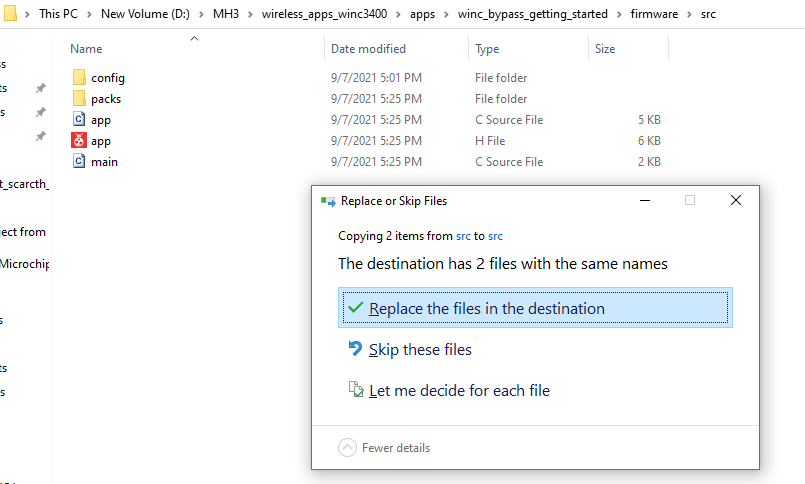 This PC > New Volume (D:) > MH3 > wireless_apps_winc3400 > apps > winc_bypass_getting_started > firmware > src
Name Date modified Type Size
config 9/7/2021 5:01 PM File folder
packs 9/7/2021 5:25 PM File folder
app 9/7/2021 5:25 PM C Source File 5 KB
app 9/7/2021 5:25 PM H File 6 KB
main 9/7/2021 5:25 PM C Source File 2 KB
t_scarcth_
ject from
Microchip
Replace or Skip Files
Copying 2 items from src to src
The destination has 2 files with the same names
Replace the files in the destination
Skip these files
Let me decide for each file
Fewer details